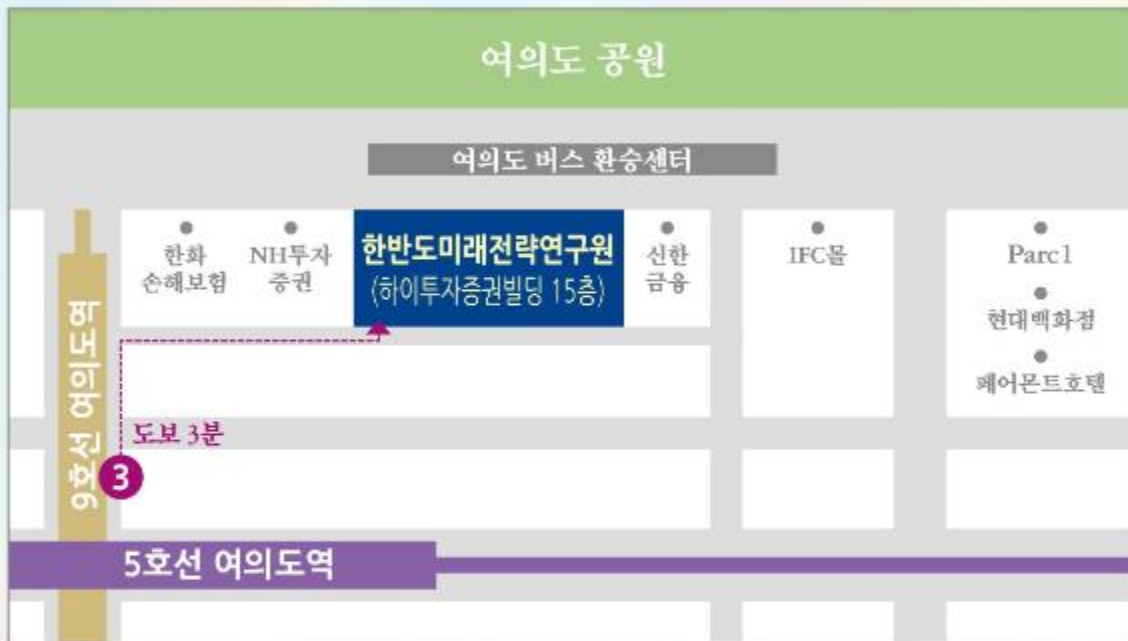 여의도 공원
여의도 버스 환승센터
한화
손해보험
NH투자
증권
한반도미래전략연구원
(하이투자증권빌딩 15층)
신한
금융
IFC몰
Parc1
현대백화점
페어몬트호텔
9호선 여의도역
도보 3분
3
5호선 여의도역